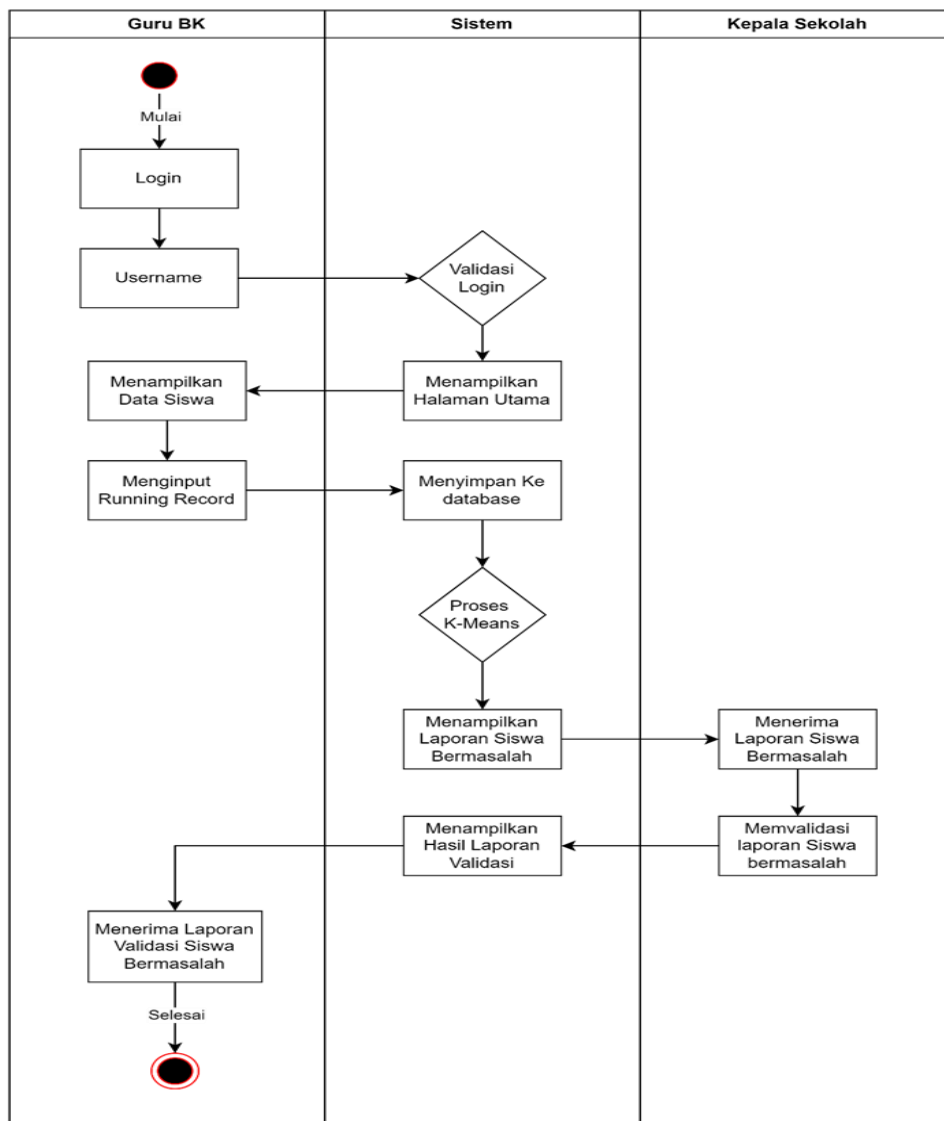 Guru BK
Sistem
Kepala Sekolah
Mulai
Login
Username
Validasi
Login
Menampilkan
Halaman Utama
Menampilkan
Data Siswa
Menginput
Running Record
Menyimpan Ke
database
Proses
K-Means
Menampilkan
Laporan Siswa
Bermasalah
Menerima
Laporan Siswa
Bermasalah
Memvalidasi
laporan Siswa
bermasalah
Menampilkan
Hasil Laporan
Validasi
Menerima Laporan
Validasi Siswa
Bermasalah
Selesai